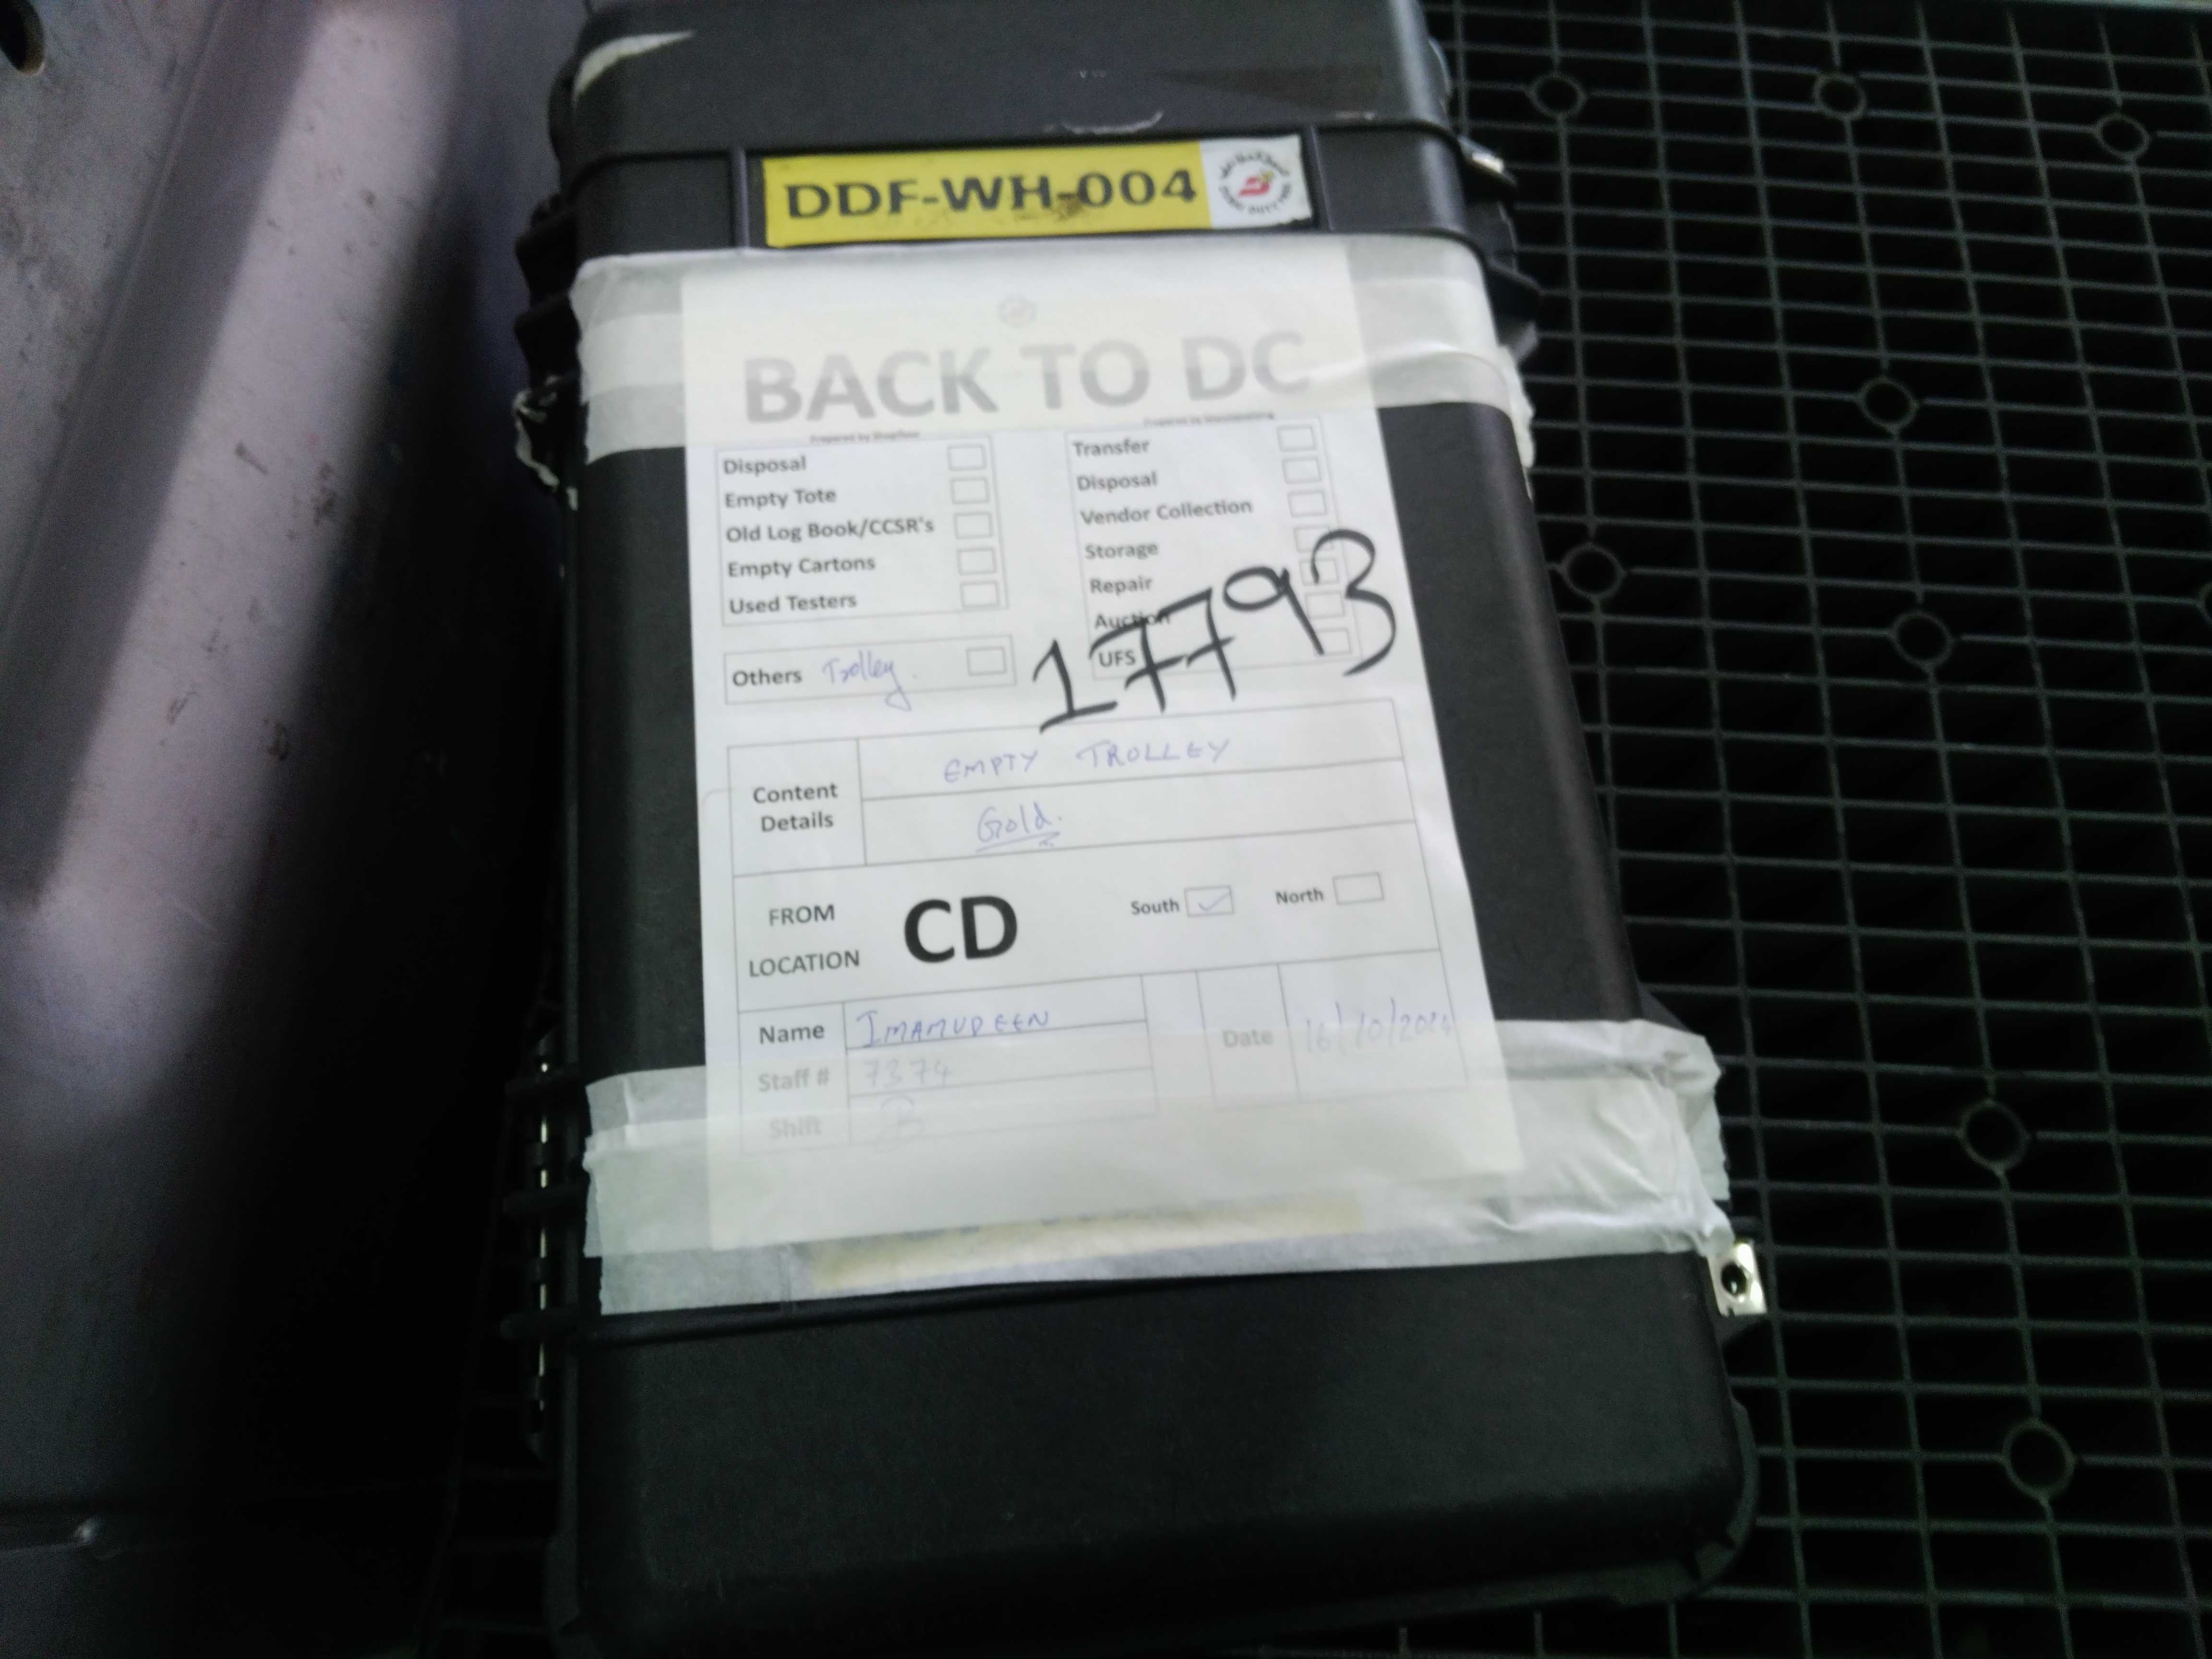 DDF-WH-004
BACK TO DC
Disposal
Empty Tote
Old Log Book/CCSR's
Empty Cartons
Used Testers
Others Trolley.
Transfer
Disposal
Vendor Collection
Storage
Repair
Auction
UFS
17793
Content Details
EMPTY TROLLEY
Gold.
FROM LOCATION
CD
South
North
Name IMAMUDEEN
Staff # 7374
Shift B
Date 16/10/2024